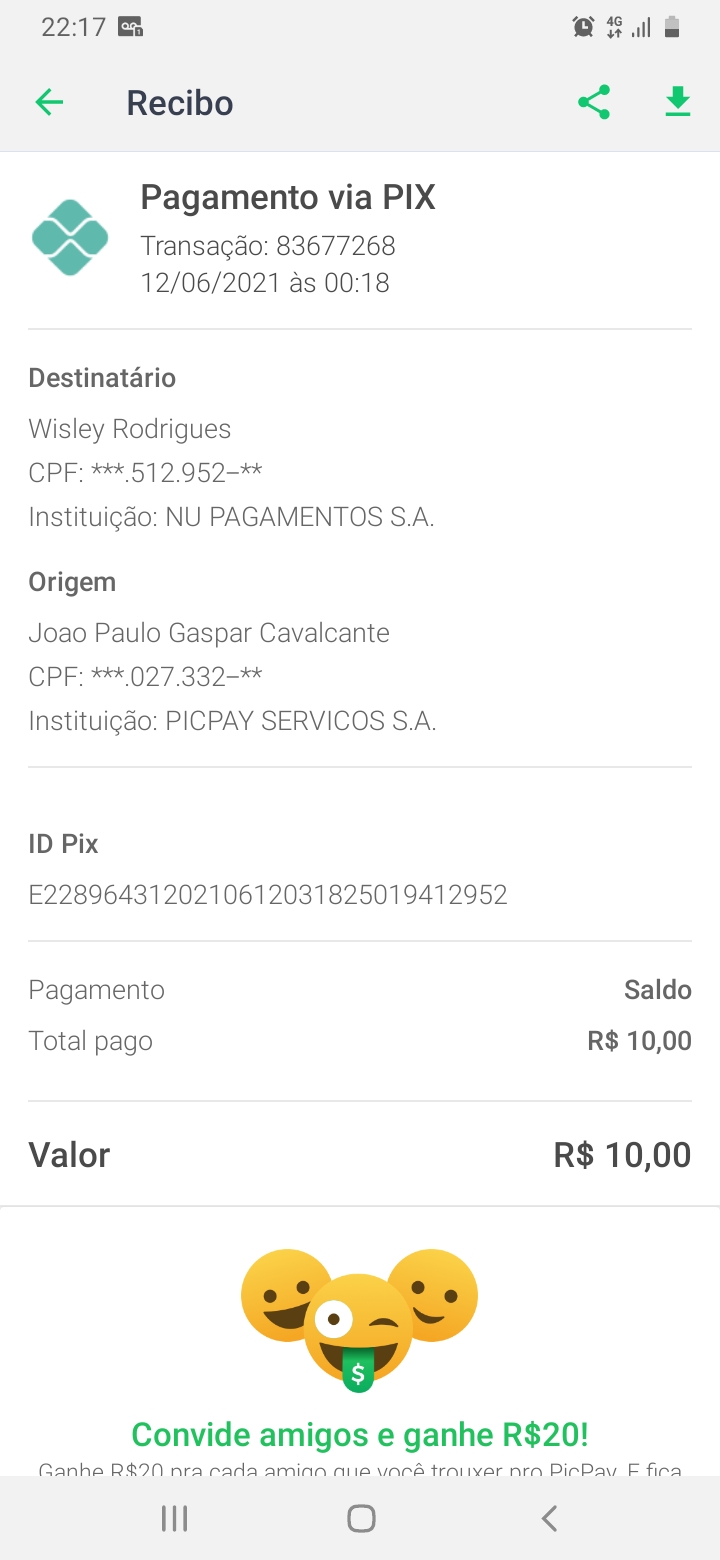 22:17
4G
Recibo
Pagamento via PIX
Transação: 83677268
12/06/2021 às 00:18
Destinatário
Wisley Rodrigues
CPF: ***.512.952–**
Instituição: NU PAGAMENTOS S.A.
Origem
Joao Paulo Gaspar Cavalcante
CPF: ***.027.332–**
Instituição: PICPAY SERVICOS S.A.
ID Pix
E22896431202106120318250​19412952
Pagamento Saldo
Total pago R$ 10,00
Valor R$ 10,00
$
Convide amigos e ganhe R$20!
Ganhe R$20 pra cada amigo que você trouxer pro PicPay. E fica